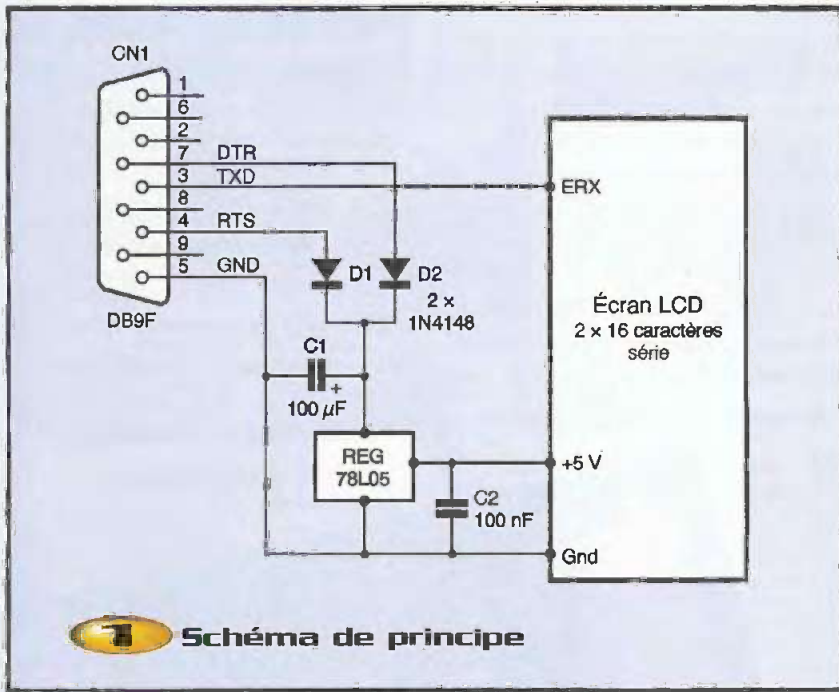 CN1
1
6
2
7 DTR
3 TXD
8
4 RTS
9
5 GND
DB9F
D1
D2
2 ×
1N4148
C1
+
100 µF
REG
78L05
C2
100 nF
ERX
Écran LCD
2 × 16 caractères
série
+5 V
Gnd
1 Schéma de principe